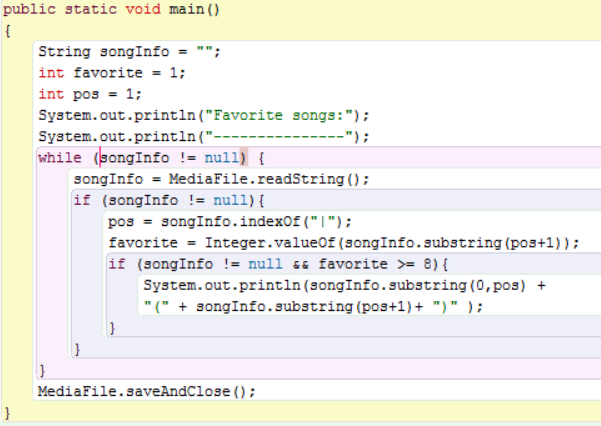 public static void main()
{
String songInfo = "";
int favorite = 1;
int pos = 1;
System.out.println("Favorite songs:");
System.out.println("---------------");
while (songInfo != null) {
songInfo = MediaFile.readString();
if (songInfo != null){
pos = songInfo.indexOf("|");
favorite = Integer.valueOf(songInfo.substring(pos+1));
if (songInfo != null && favorite >= 8){
System.out.println(songInfo.substring(0,pos) +
"(" + songInfo.substring(pos+1)+ ")" );
}
}
}
MediaFile.saveAndClose();
}